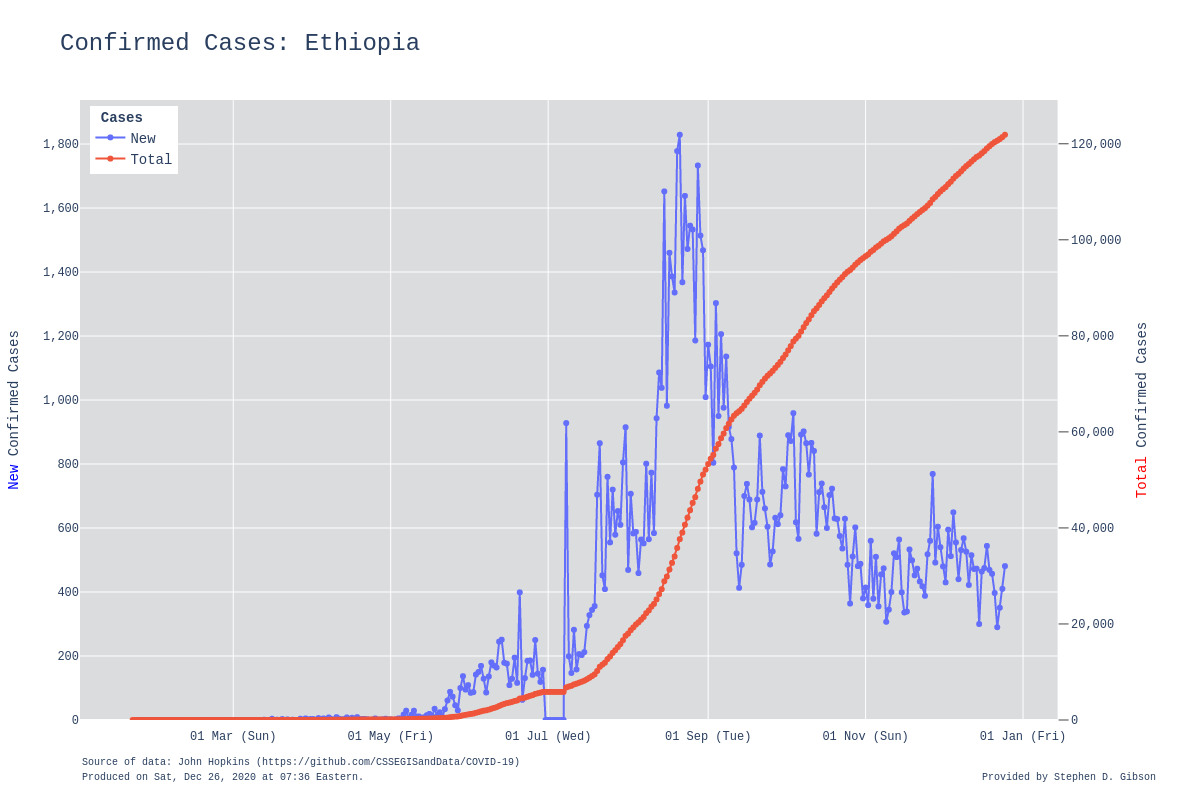 Confirmed Cases: Ethiopia
Cases
New
Total
1,800
1,600
1,400
1,200
1,000
800
600
400
200
0
120,000
100,000
80,000
60,000
40,000
20,000
0
New Confirmed Cases
Total Confirmed Cases
01 Mar (Sun)
01 May (Fri)
01 Jul (Wed)
01 Sep (Tue)
01 Nov (Sun)
01 Jan (Fri)
Source of data: John Hopkins (https://github.com/CSSEGISandData/COVID-19)
Produced on Sat, Dec 26, 2020 at 07:36 Eastern.
Provided by Stephen D. Gibson